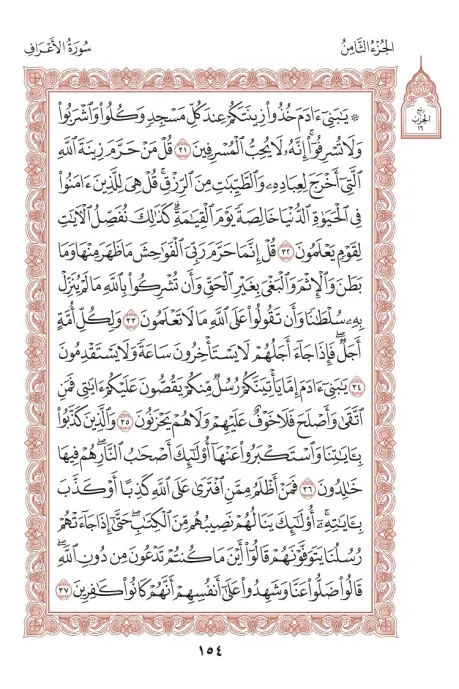 سُورَةُ الأَعْرَافِ
الجُزْءُ الثَّامِنُ
رُبْعُ
الحِزْبِ
١٦
۞ يَٰبَنِيٓ ءَادَمَ خُذُواْ زِينَتَكُمۡ عِندَ كُلِّ مَسۡجِدٖ وَكُلُواْ وَٱشۡرَبُواْ
وَلَا تُسۡرِفُوٓاْۚ إِنَّهُۥ لَا يُحِبُّ ٱلۡمُسۡرِفِينَ ٣١ قُلۡ مَنۡ حَرَّمَ زِينَةَ ٱللَّهِ
ٱلَّتِيٓ أَخۡرَجَ لِعِبَادِهِۦ وَٱلطَّيِّبَٰتِ مِنَ ٱلرِّزۡقِۚ قُلۡ هِيَ لِلَّذِينَ ءَامَنُواْ
فِي ٱلۡحَيَوٰةِ ٱلدُّنۡيَا خَالِصَةٗ يَوۡمَ ٱلۡقِيَٰمَةِۗ كَذَٰلِكَ نُفَصِّلُ ٱلۡأٓيَٰتِ
لِقَوۡمٖ يَعۡلَمُونَ ٣٢ قُلۡ إِنَّمَا حَرَّمَ رَبِّيَ ٱلۡفَوَٰحِشَ مَا ظَهَرَ مِنۡهَا وَمَا
بَطَنَ وَٱلۡإِثۡمَ وَٱلۡبَغۡيَ بِغَيۡرِ ٱلۡحَقِّ وَأَن تُشۡرِكُواْ بِٱللَّهِ مَا لَمۡ يُنَزِّلۡ
بِهِۦ سُلۡطَٰنٗا وَأَن تَقُولُواْ عَلَى ٱللَّهِ مَا لَا تَعۡلَمُونَ ٣٣ وَلِكُلِّ أُمَّةٍ
أَجَلٞۖ فَإِذَا جَآءَ أَجَلُهُمۡ لَا يَسۡتَأۡخِرُونَ سَاعَةٗ وَلَا يَسۡتَقۡدِمُونَ
٣٤ يَٰبَنِيٓ ءَادَمَ إِمَّا يَأۡتِيَنَّكُمۡ رُسُلٞ مِّنكُمۡ يَقُصُّونَ عَلَيۡكُمۡ ءَايَٰتِي فَمَنِ
ٱتَّقَىٰ وَأَصۡلَحَ فَلَا خَوۡفٌ عَلَيۡهِمۡ وَلَا هُمۡ يَحۡزَنُونَ ٣٥ وَٱلَّذِينَ كَذَّبُواْ
بِـَٔايَٰتِنَا وَٱسۡتَكۡبَرُواْ عَنۡهَآ أُوْلَٰٓئِكَ أَصۡحَٰبُ ٱلنَّارِۖ هُمۡ فِيهَا
خَٰلِدُونَ ٣٦ فَمَنۡ أَظۡلَمُ مِمَّنِ ٱفۡتَرَىٰ عَلَى ٱللَّهِ كَذِبًا أَوۡ كَذَّبَ
بِـَٔايَٰتِهِۦٓۚ أُوْلَٰٓئِكَ يَنَالُهُمۡ نَصِيبُهُم مِّنَ ٱلۡكِتَٰبِۖ حَتَّىٰٓ إِذَا جَآءَتۡهُمۡ
رُسُلُنَا يَتَوَفَّوۡنَهُمۡ قَالُوٓاْ أَيۡنَ مَا كُنتُمۡ تَدۡعُونَ مِن دُونِ ٱللَّهِۖ
قَالُواْ ضَلُّواْ عَنَّا وَشَهِدُواْ عَلَىٰٓ أَنفُسِهِمۡ أَنَّهُمۡ كَانُواْ كَٰفِرِينَ ٣٧
١٥٤